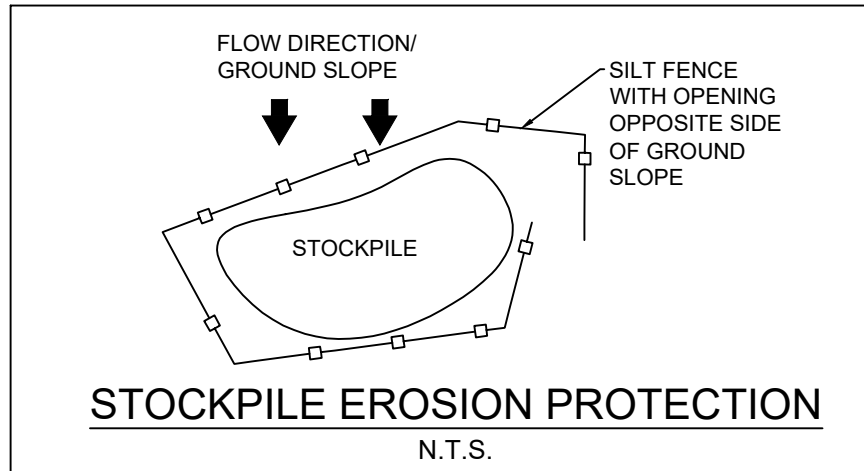 FLOW DIRECTION/
GROUND SLOPE
SILT FENCE
WITH OPENING
OPPOSITE SIDE
OF GROUND
SLOPE
STOCKPILE
STOCKPILE EROSION PROTECTION
N.T.S.